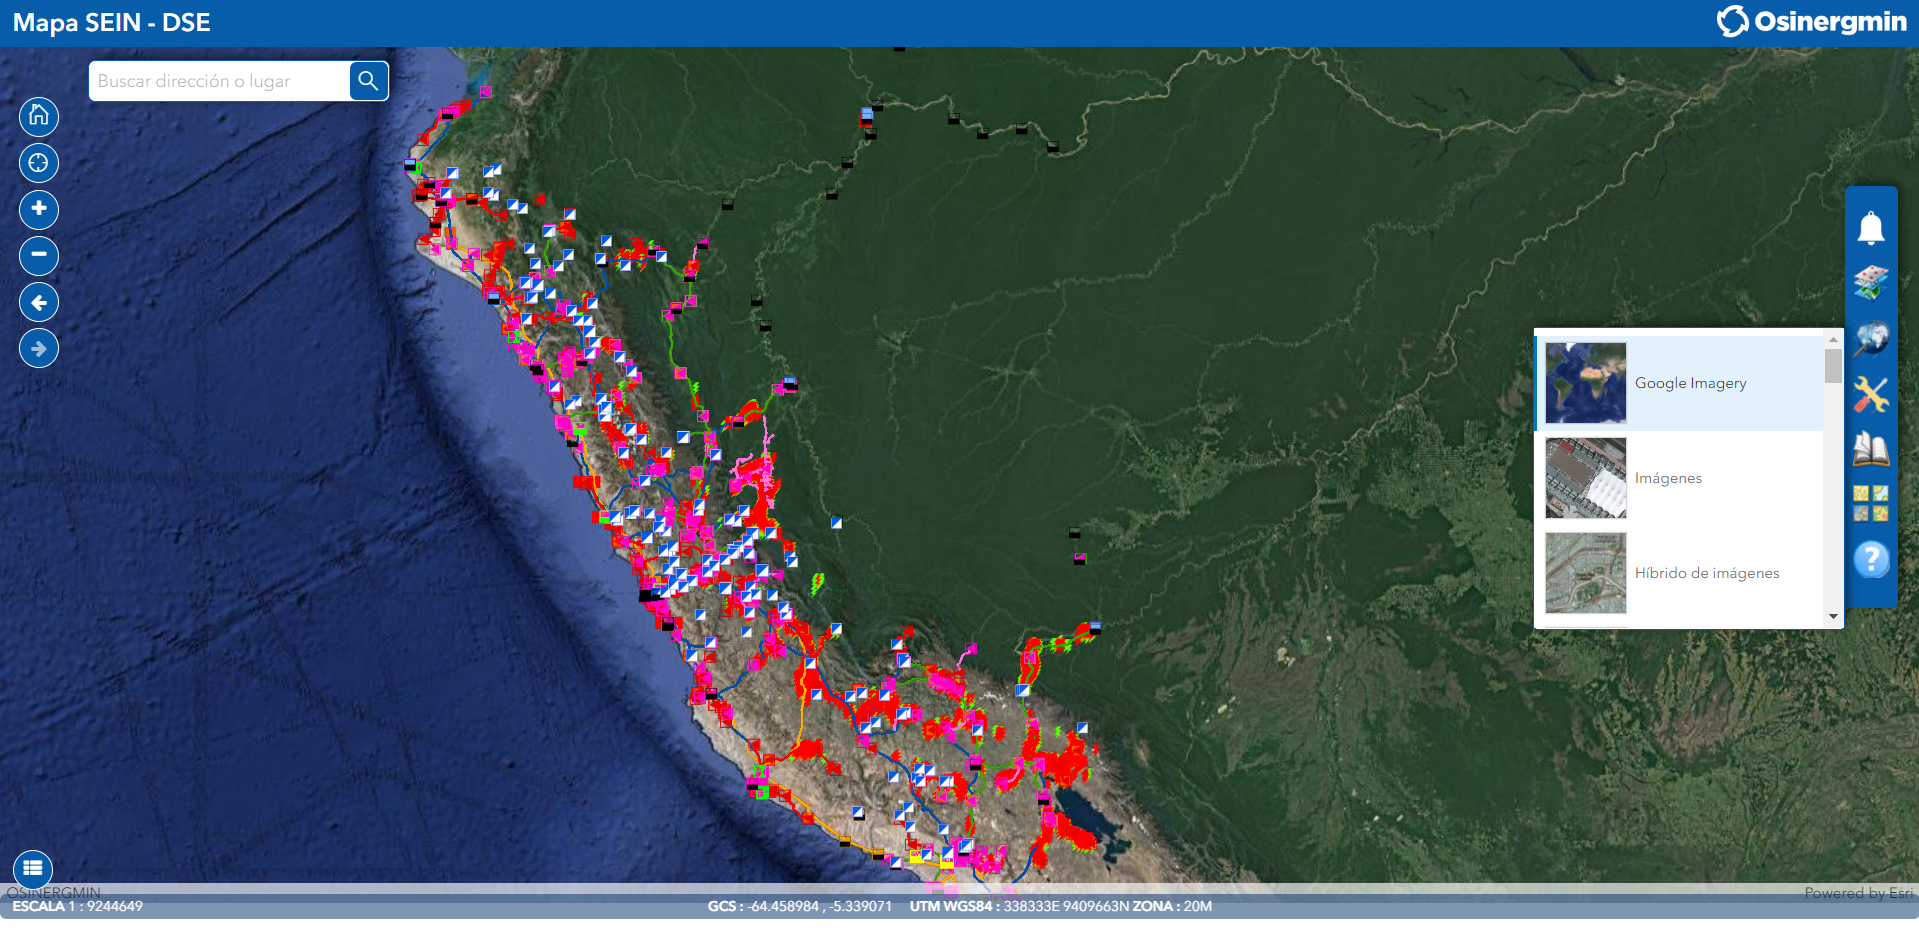 Mapa SEIN - DSE
Osinergmin
Buscar dirección o lugar
Google Imagery
Imágenes
Híbrido de imágenes
?
OSINERGMIN
Powered by Esri
ESCALA 1 : 9244649
GCS : -64.458984 , -5.339071 UTM WGS84 : 338333E 9409663N ZONA : 20M